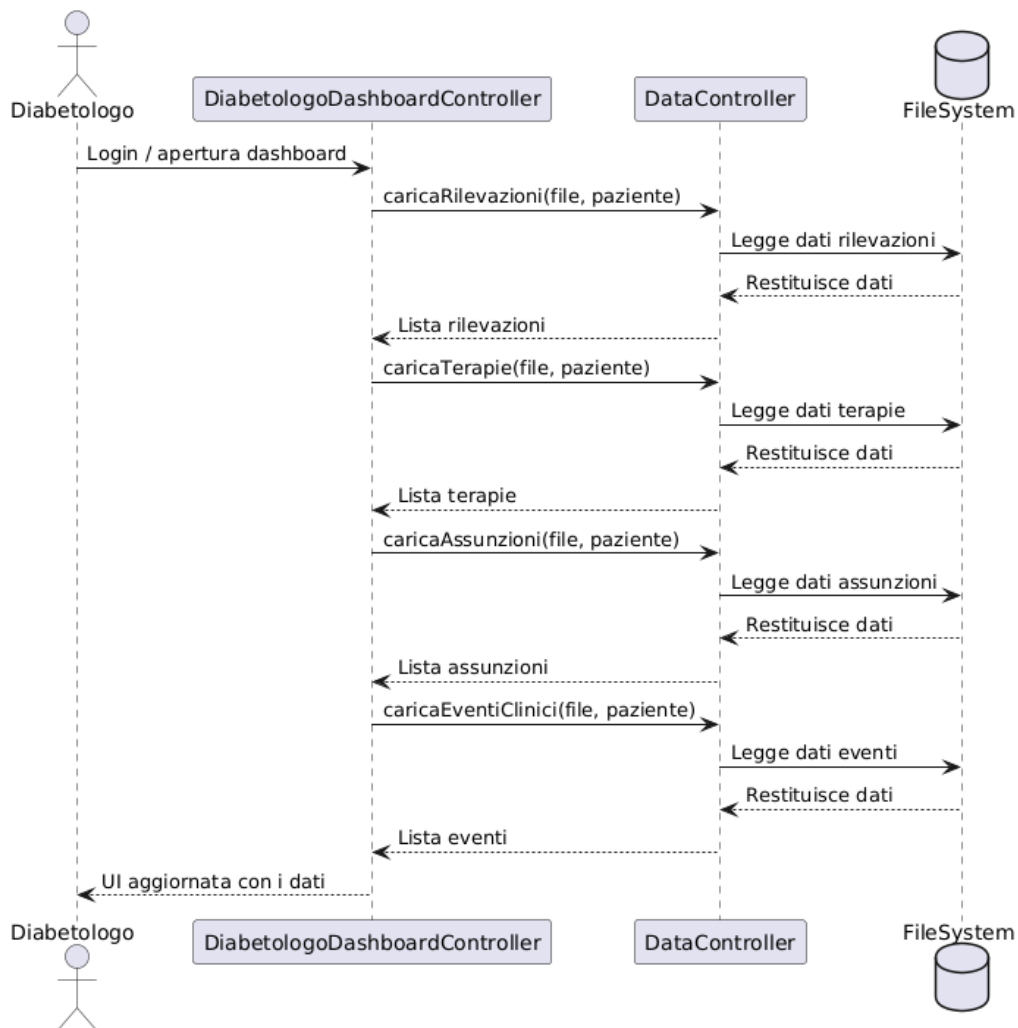 Diabetologo
DiabetologoDashboardController
DataController
FileSystem
Login / apertura dashboard
caricaRilevazioni(file, paziente)
Legge dati rilevazioni
Restituisce dati
Lista rilevazioni
caricaTerapie(file, paziente)
Legge dati terapie
Restituisce dati
Lista terapie
caricaAssunzioni(file, paziente)
Legge dati assunzioni
Restituisce dati
Lista assunzioni
caricaEventiClinici(file, paziente)
Legge dati eventi
Restituisce dati
Lista eventi
UI aggiornata con i dati
Diabetologo
DiabetologoDashboardController
DataController
FileSystem